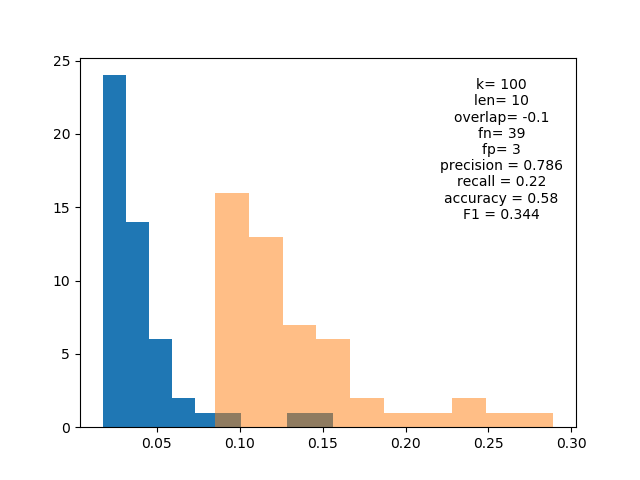 25
20
15
10
5
0
0.05 0.10 0.15 0.20 0.25 0.30
k= 100
len= 10
overlap= -0.1
fn= 39
fp= 3
precision = 0.786
recall = 0.22
accuracy = 0.58
F1 = 0.344